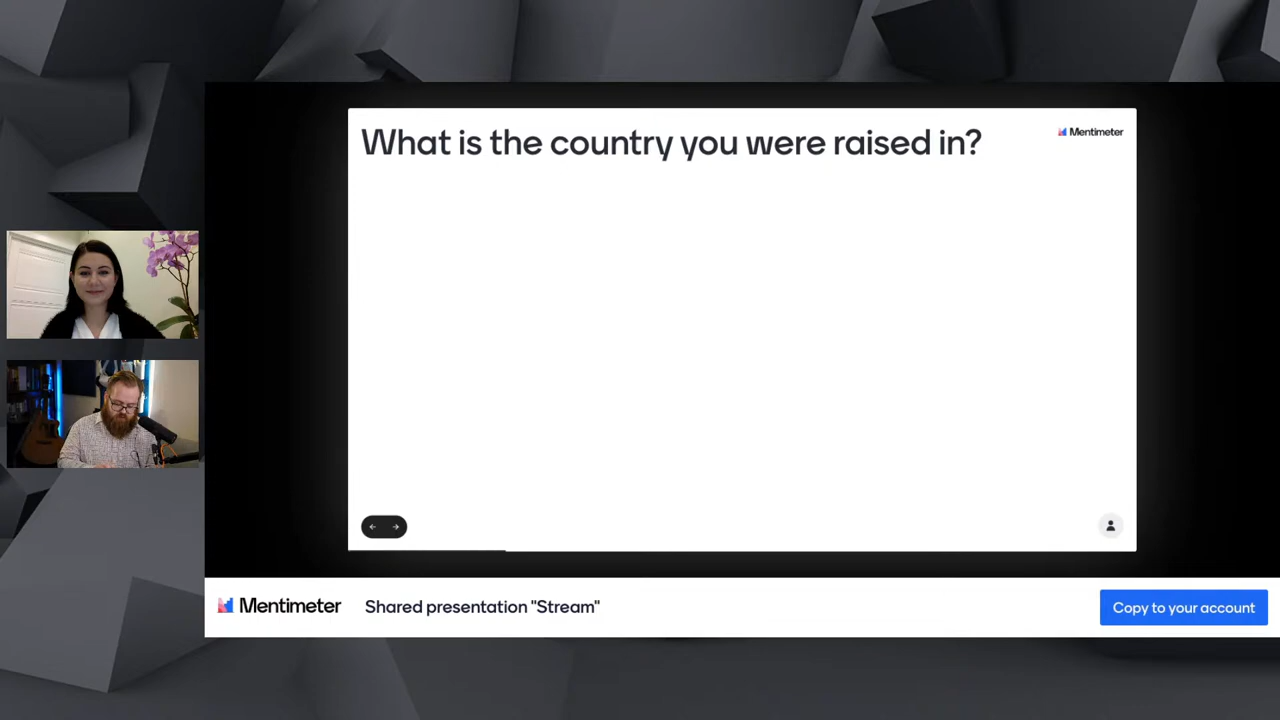 What is the country you were raised in?
Mentimeter
Mentimeter
Shared presentation "Stream"
Copy to your account